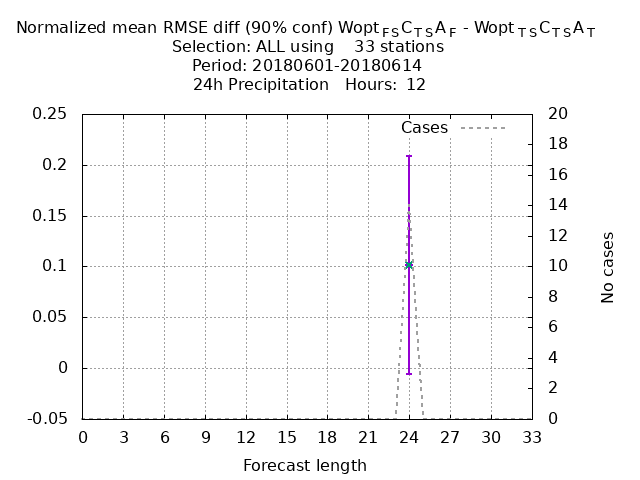 Normalized mean RMSE diff (90% conf) Wopt FS C TS A F - Wopt TS C TS A T
Selection: ALL using 33 stations
Period: 20180601-20180614
24h Precipitation Hours: 12
Cases
0.25
0.2
0.15
0.1
0.05
0
-0.05
20
18
16
14
12
10
8
6
4
2
0
No cases
0 3 6 9 12 15 18 21 24 27 30 33
Forecast length